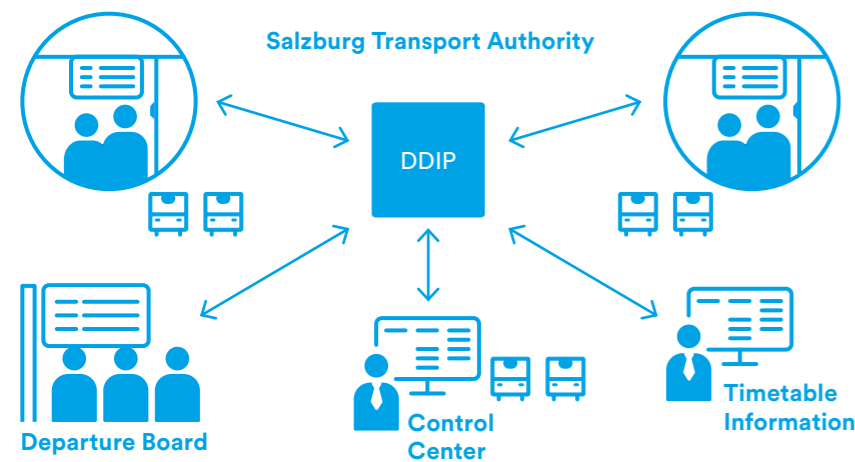 Salzburg Transport Authority
DDIP
Departure Board
Control
Center
Timetable
Information